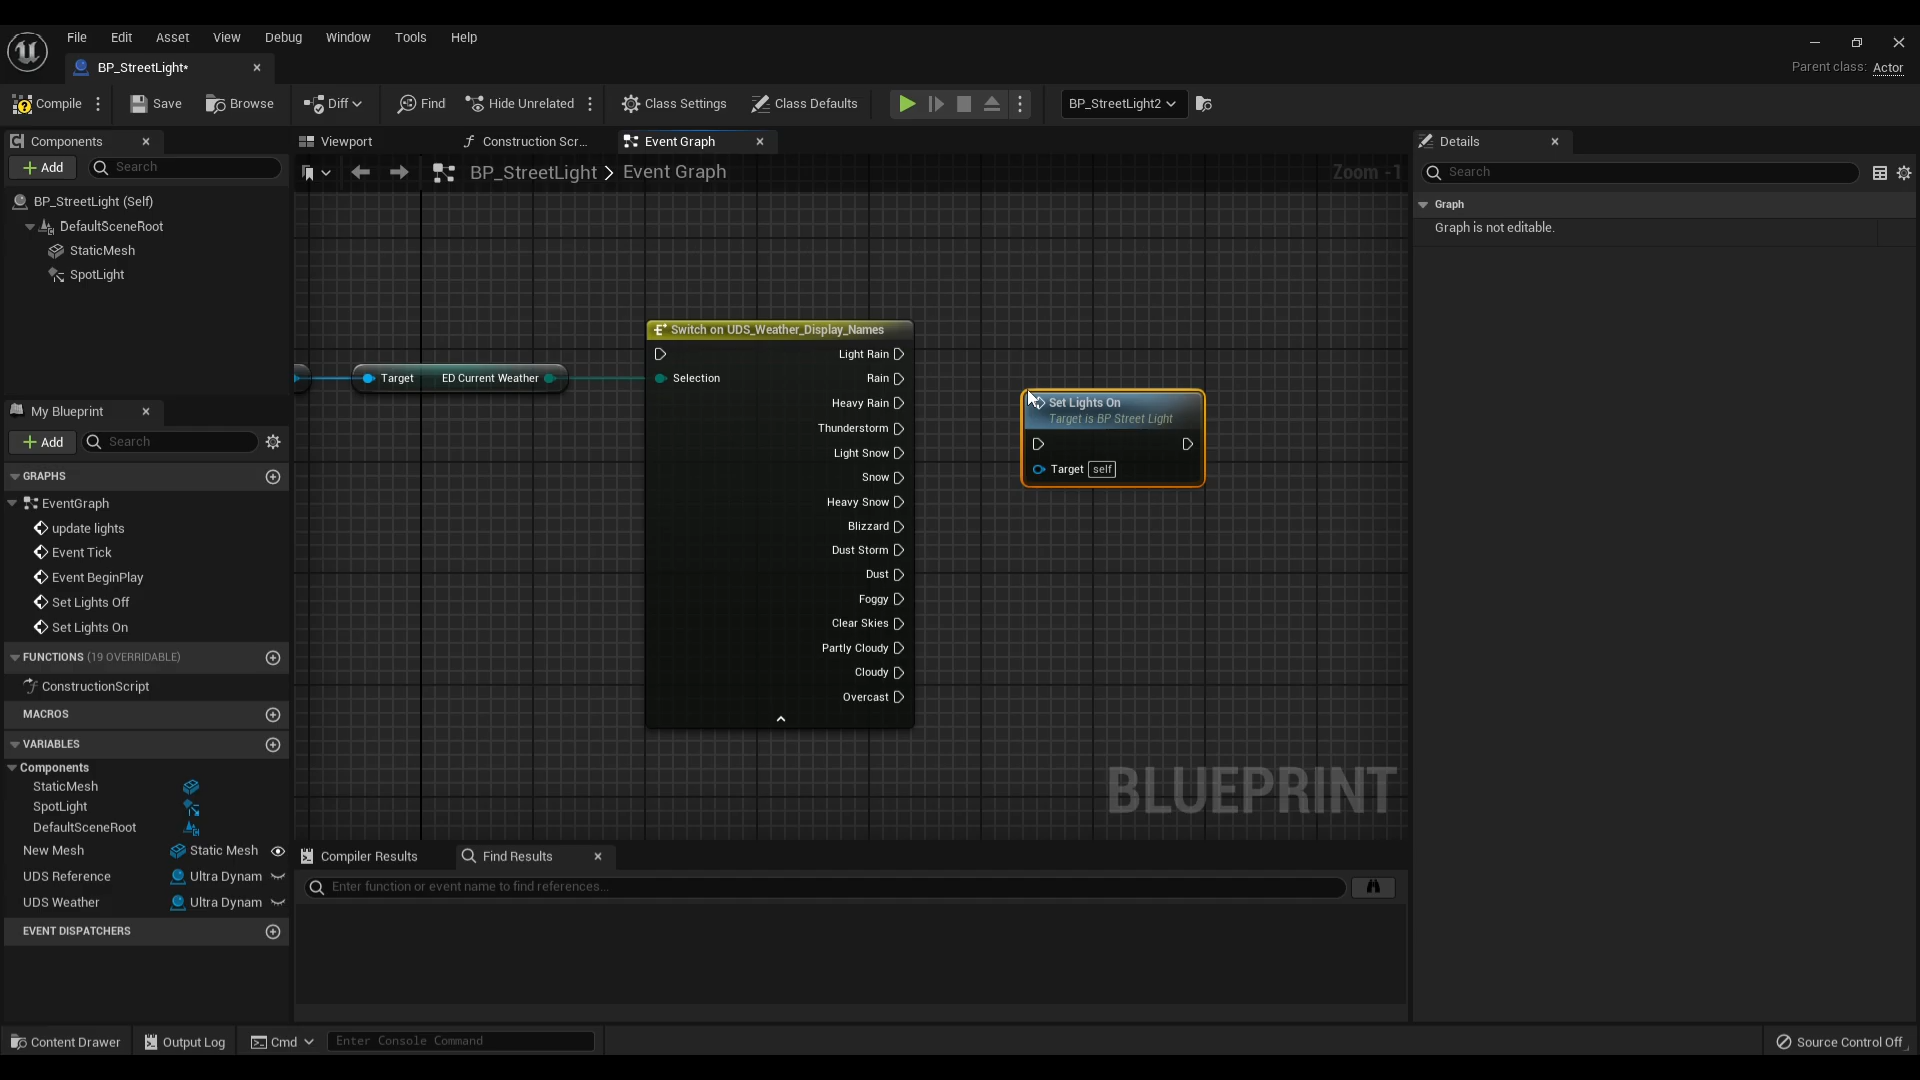 File Edit Asset View Debug Window Tools Help
BP_StreetLight*
Parent class: Actor
Compile Save Browse Diff Find Hide Unrelated Class Settings Class Defaults BP_StreetLight2
Components
Add Search
BP_StreetLight (Self)
DefaultSceneRoot
StaticMesh
SpotLight
My Blueprint
Add Search
GRAPHS
EventGraph
update lights
Event Tick
Event BeginPlay
Set Lights Off
Set Lights On
FUNCTIONS (19 OVERRIDABLE)
ConstructionScript
MACROS
VARIABLES
Components
StaticMesh
SpotLight
DefaultSceneRoot
New Mesh Static Mesh
UDS Reference Ultra Dynam
UDS Weather Ultra Dynam
EVENT DISPATCHERS
Viewport Construction Scr... Event Graph
BP_StreetLight > Event Graph
Zoom -1
Target ED Current Weather
Switch on UDS_Weather_Display_Names
Light Rain
Selection Rain
Heavy Rain
Thunderstorm
Light Snow
Snow
Heavy Snow
Blizzard
Dust Storm
Dust
Foggy
Clear Skies
Partly Cloudy
Cloudy
Overcast
Set Lights On
Target is BP Street Light
Target self
BLUEPRINT
Compiler Results Find Results
Enter function or event name to find references...
Details
Search
Graph
Graph is not editable.
Content Drawer Output Log Cmd Enter Console Command Source Control Off